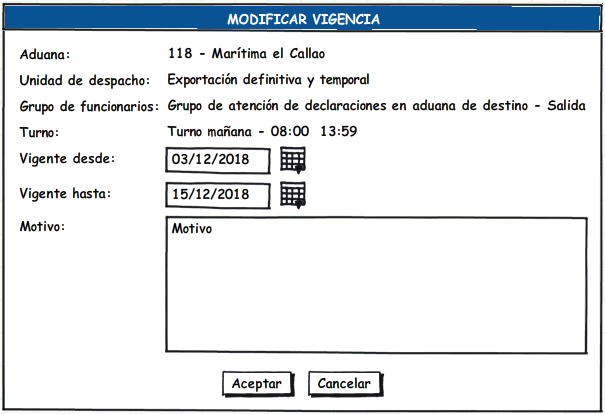 MODIFICAR VIGENCIA
Aduana: 118 - Marítima el Callao
Unidad de despacho: Exportación definitiva y temporal
Grupo de funcionarios: Grupo de atención de declaraciones en aduana de destino - Salida
Turno: Turno mañana - 08:00 13:59
Vigente desde: 03/12/2018
Vigente hasta: 15/12/2018
Motivo: Motivo
Aceptar Cancelar